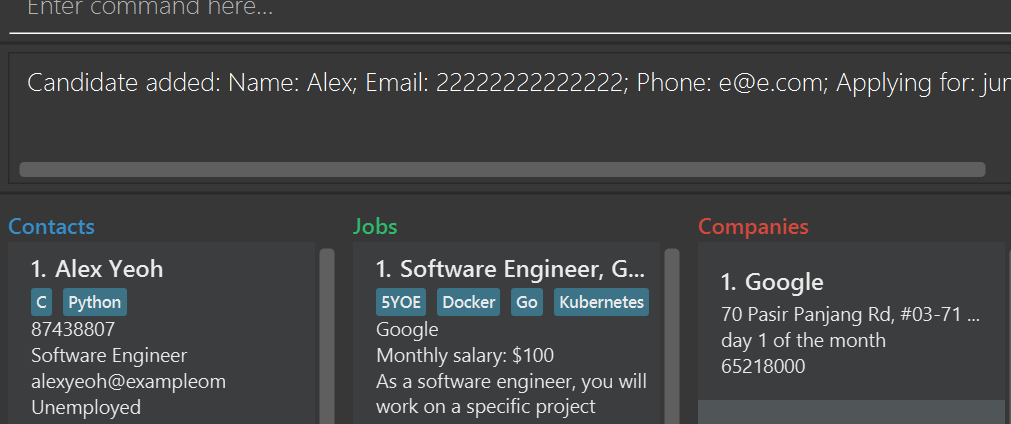 Enter command here...
Candidate added: Name: Alex; Email: 22222222222222; Phone: e@e.com; Applying for: jun
Contacts
1. Alex Yeoh
C Python
87438807
Software Engineer
alexyeoh@exampleom
Unemployed
Jobs
1. Software Engineer, G...
5YOE Docker Go Kubernetes
Google
Monthly salary: $100
As a software engineer, you will
work on a specific project
Companies
1. Google
70 Pasir Panjang Rd, #03-71 ...
day 1 of the month
65218000